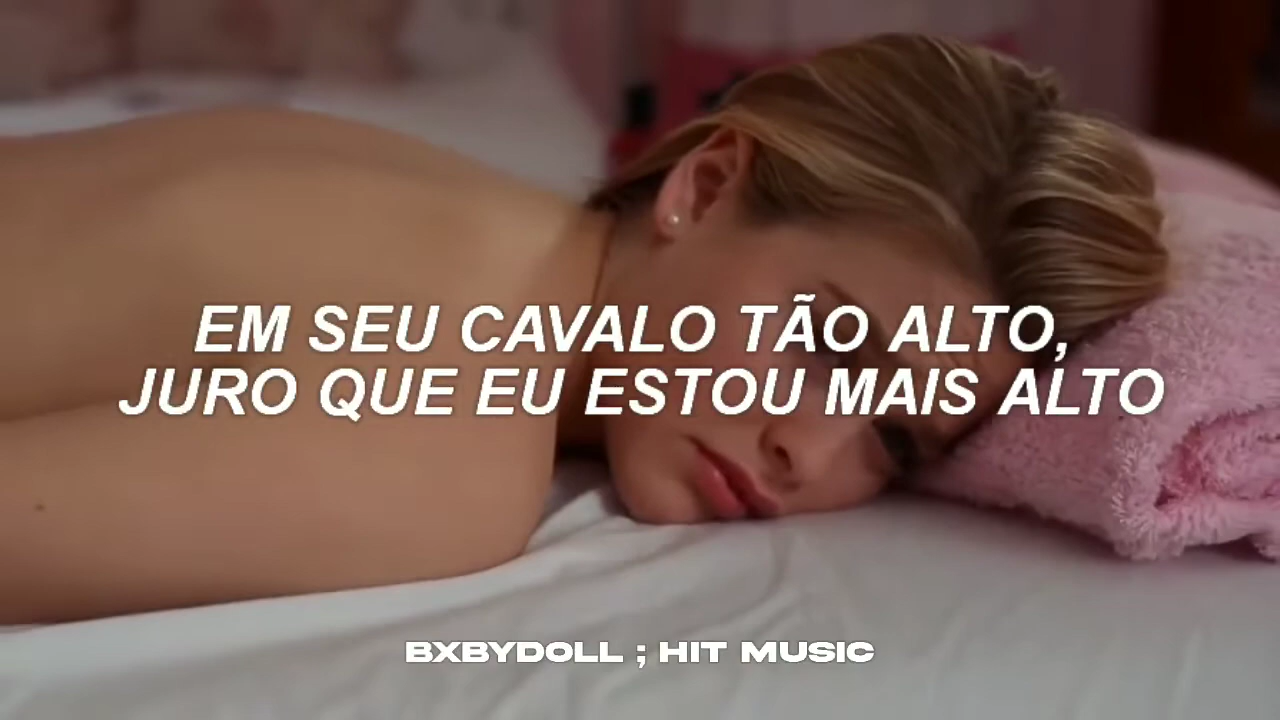 EM SEU CAVALO TÃO ALTO,
JURO QUE EU ESTOU MAIS ALTO
BXBYDOLL ; HIT MUSIC